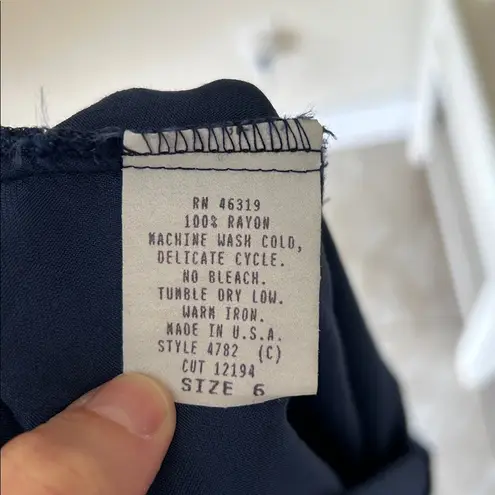 RN 46319
100% RAYON
MACHINE WASH COLD,
DELICATE CYCLE.
NO BLEACH.
TUMBLE DRY LOW.
WARM IRON.
MADE IN U.S.A.
STYLE 4782 (C)
CUT 12194
SIZE 6